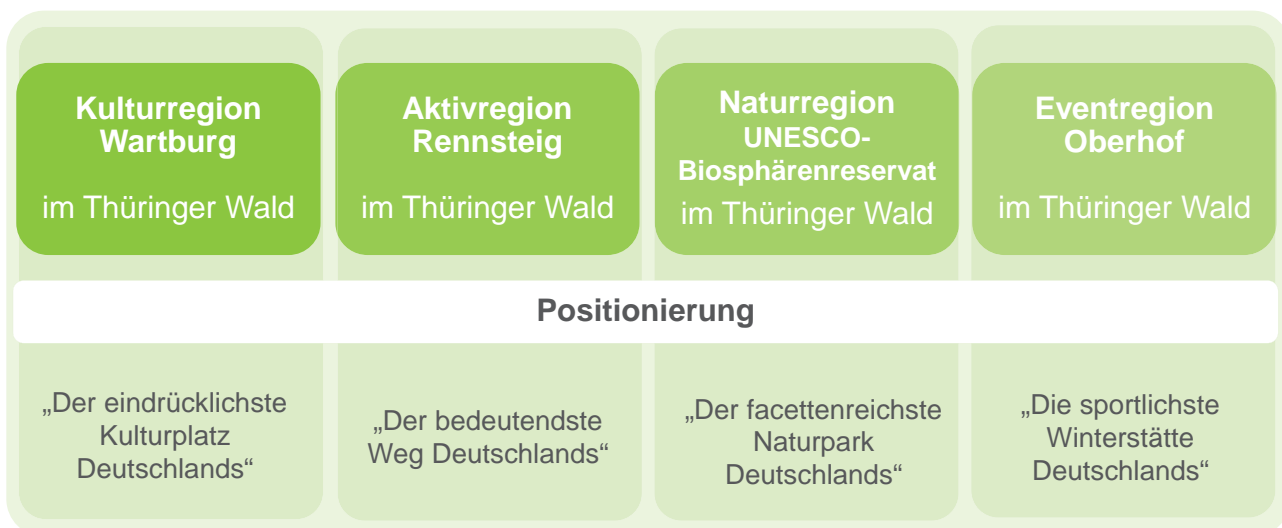 Kulturregion
Wartburg
im Thüringer Wald
Aktivregion
Rennsteig
im Thüringer Wald
Naturregion
UNESCO-
Biosphärenreservat
im Thüringer Wald
Eventregion
Oberhof
im Thüringer Wald
Positionierung
„Der eindrücklichste
Kulturplatz
Deutschlands“
„Der bedeutendste
Weg Deutschlands“
„Der facettenreichste
Naturpark
Deutschlands“
„Die sportlichste
Winterstätte
Deutschlands“